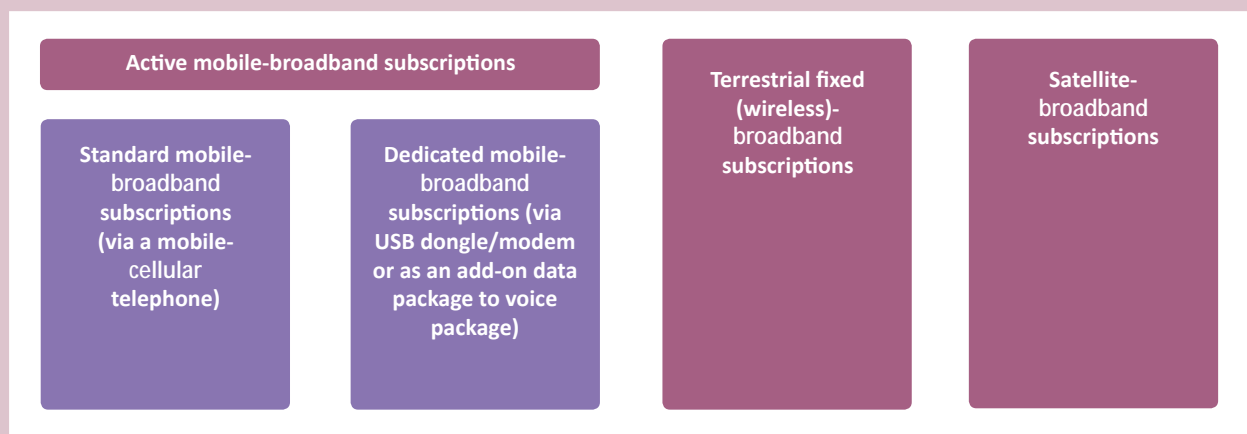 Active mobile-broadband subscriptions
Standard mobile-
broadband
subscriptions
(via a mobile-
cellular
telephone)
Dedicated mobile-
broadband
subscriptions (via
USB dongle/modem
or as an add-on data
package to voice
package)
Terrestrial fixed
(wireless)-
broadband
subscriptions
Satellite-
broadband
subscriptions